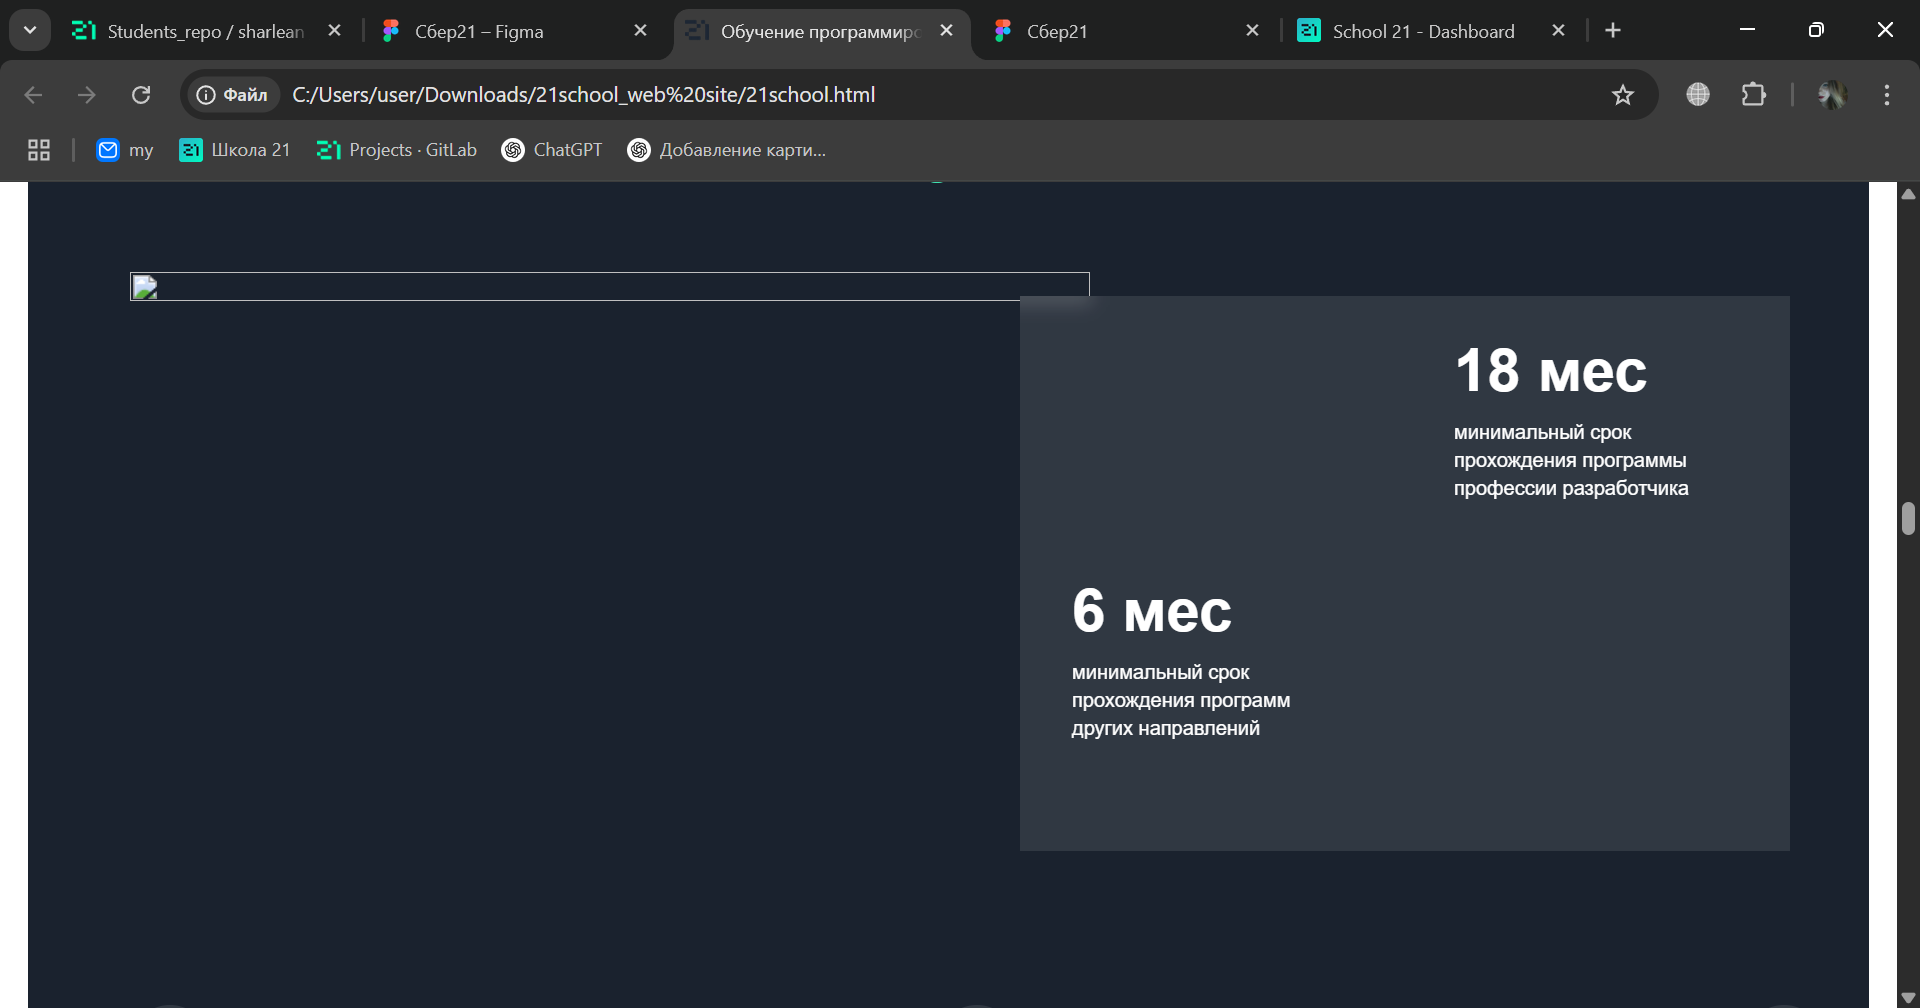 Students_repo / sharlean
Сбер21 – Figma
Обучение программиро
Сбер21
School 21 - Dashboard
Файл
C:/Users/user/Downloads/21school_web%20site/21school.html
my
Школа 21
Projects · GitLab
ChatGPT
Добавление карти...
18 мес
минимальный срок
прохождения программы
профессии разработчика
6 мес
минимальный срок
прохождения программ
других направлений